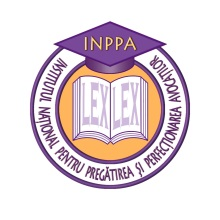 INPPA
INSTITUTUL NAȚIONAL PENTRU PREGĂTIREA ȘI PERFECȚIONAREA AVOCAȚILOR
LEX LEX